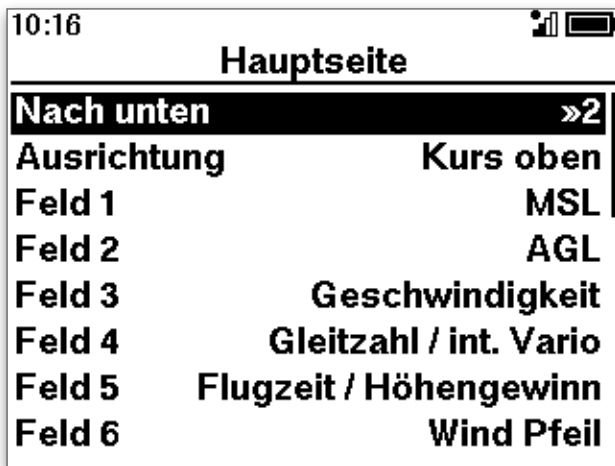 10:16
Hauptseite
Nach unten »2
Ausrichtung Kurs oben
Feld 1 MSL
Feld 2 AGL
Feld 3 Geschwindigkeit
Feld 4 Gleitzahl / int. Vario
Feld 5 Flugzeit / Höhengewinn
Feld 6 Wind Pfeil